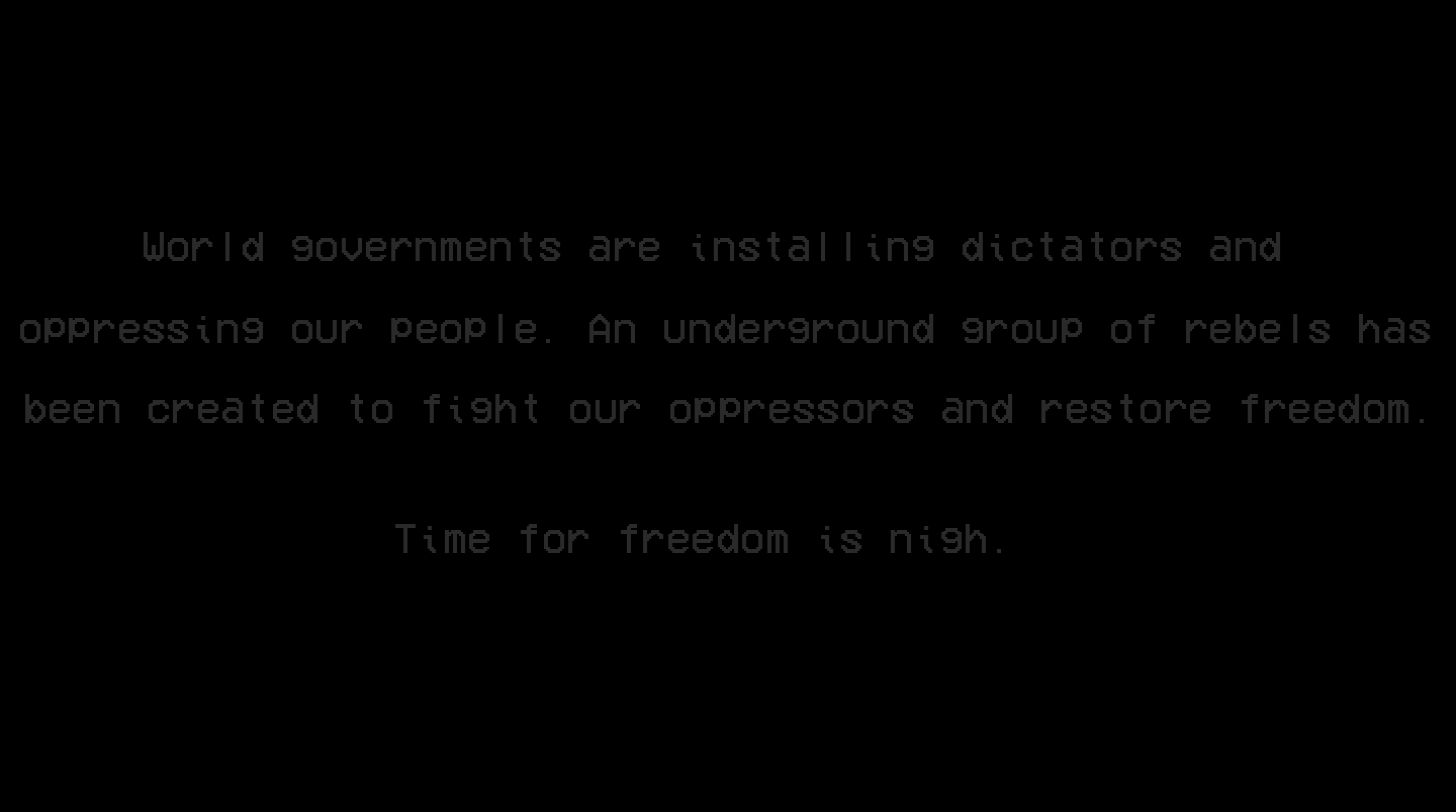 World governments are installing dictators and
oppressing our people. An underground group of rebels has
been created to fight our oppressors and restore freedom.
Time for freedom is nigh.